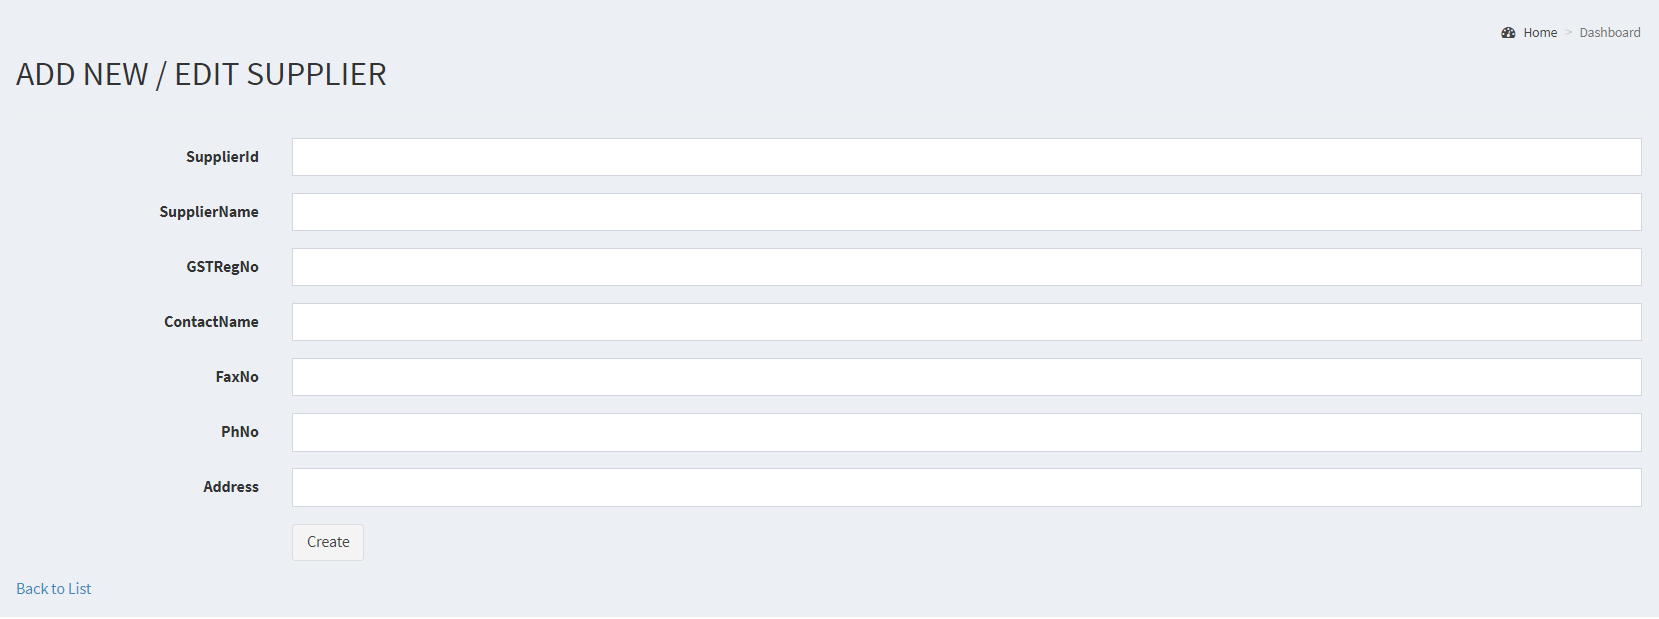 Home > Dashboard
ADD NEW / EDIT SUPPLIER
SupplierId
SupplierName
GSTRegNo
ContactName
FaxNo
PhNo
Address
Create
Back to List